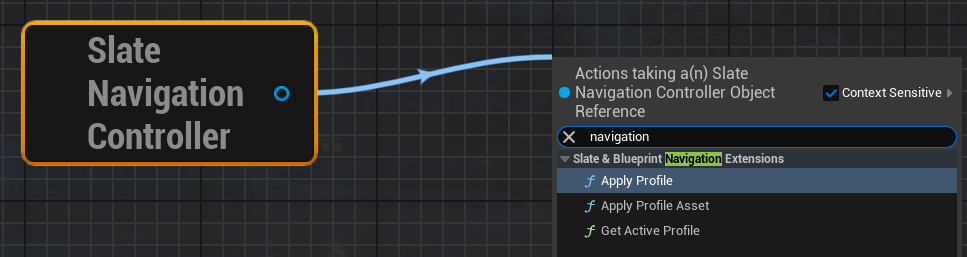 Slate
Navigation
Controller
Actions taking a(n) Slate
Navigation Controller Object
Reference
Context Sensitive
navigation
Slate & Blueprint Navigation Extensions
Apply Profile
Apply Profile Asset
Get Active Profile